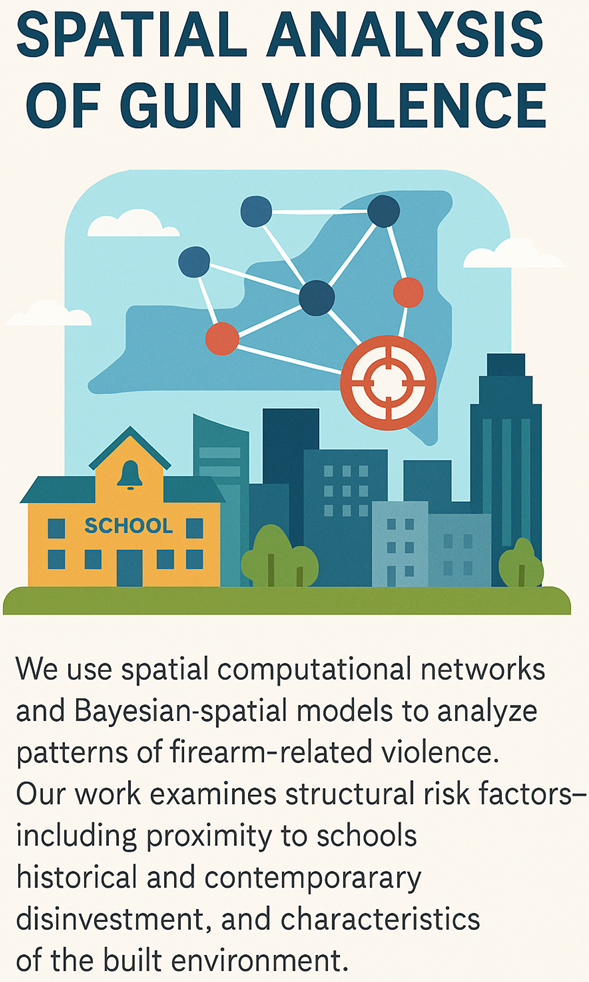 SPATIAL ANALYSIS
OF GUN VIOLENCE
SCHOOL
We use spatial computational networks
and Bayesian-spatial models to analyze
patterns of firearm-related violence.
Our work examines structural risk factors–
including proximity to schools
historical and contemporarary
disinvestment, and characteristics
of the built environment.